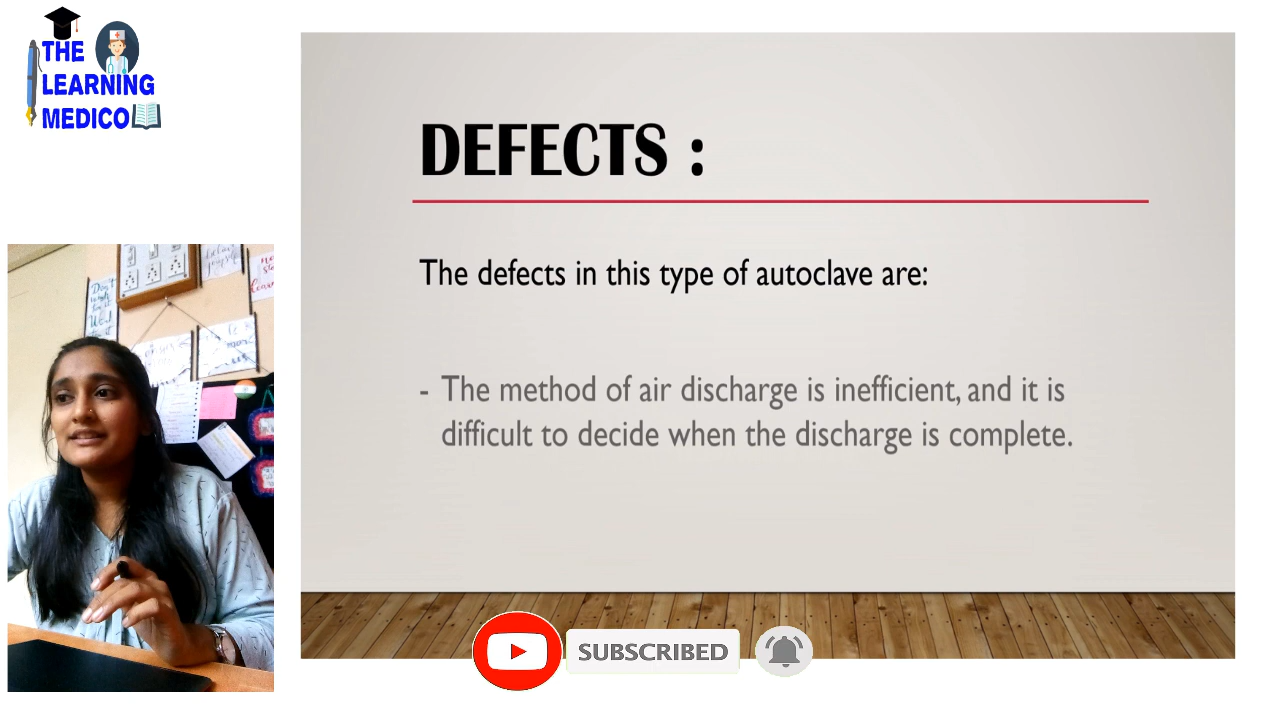 THE
LEARNING
MEDICO
DEFECTS :
The defects in this type of autoclave are:
- The method of air discharge is inefficient, and it is
difficult to decide when the discharge is complete.
SUBSCRIBED